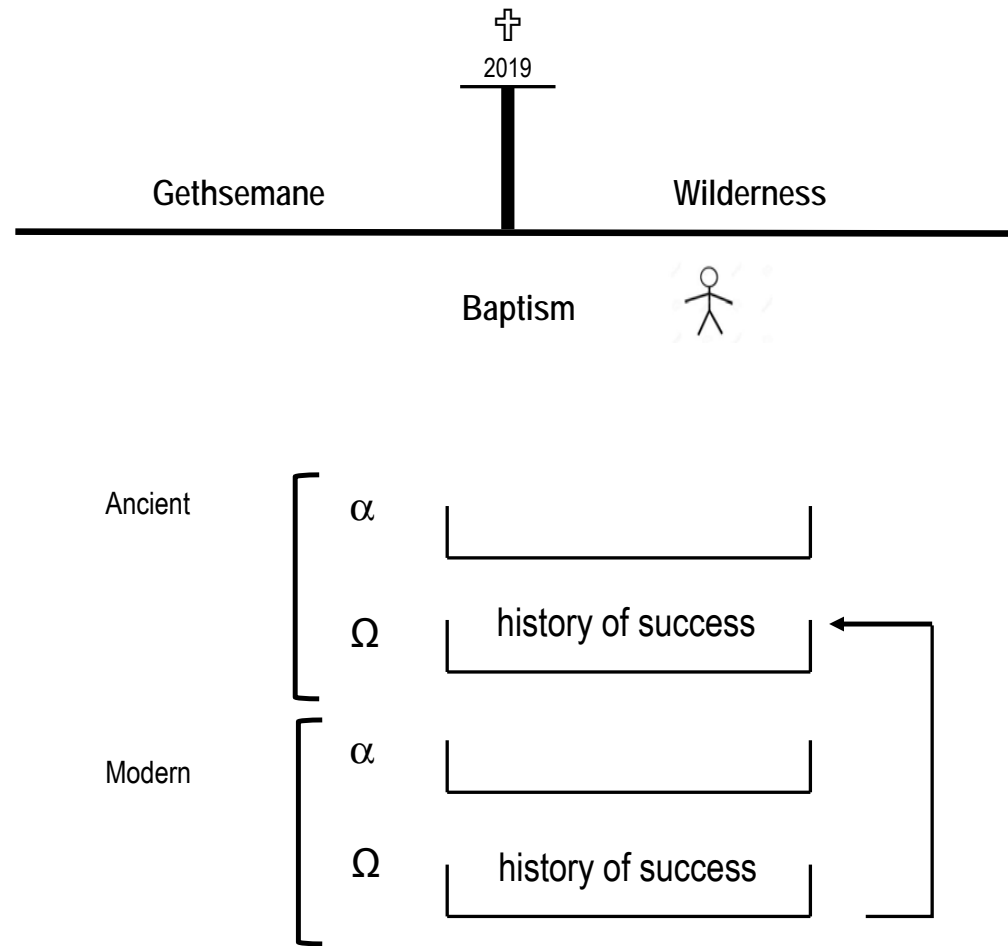 ✞
2019
Gethsemane Wilderness
Baptism
Ancient α
Ω history of success
Modern α
Ω history of success